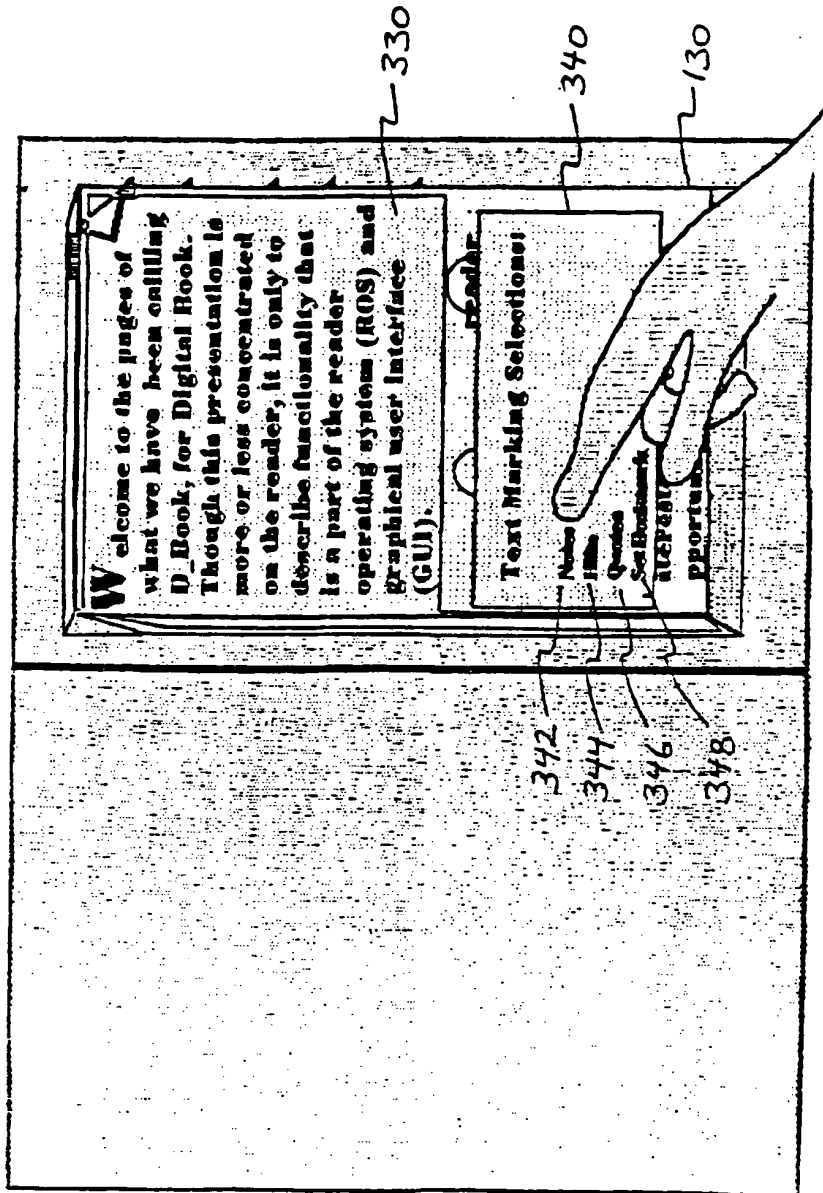 Welcome to the pages of
what we have been calling
D_Book, for Digital Book.
Though this presentation is
more or less concentrated
on the reader, it is only to
describe functionality that
is a part of the reader
operating system (ROS) and
graphical user interface
(GUI).
reader
Text Marking Selections:
Notes
Hilite
Quotes
Set Bookmark
pportun
330
340
130
342
344
346
348